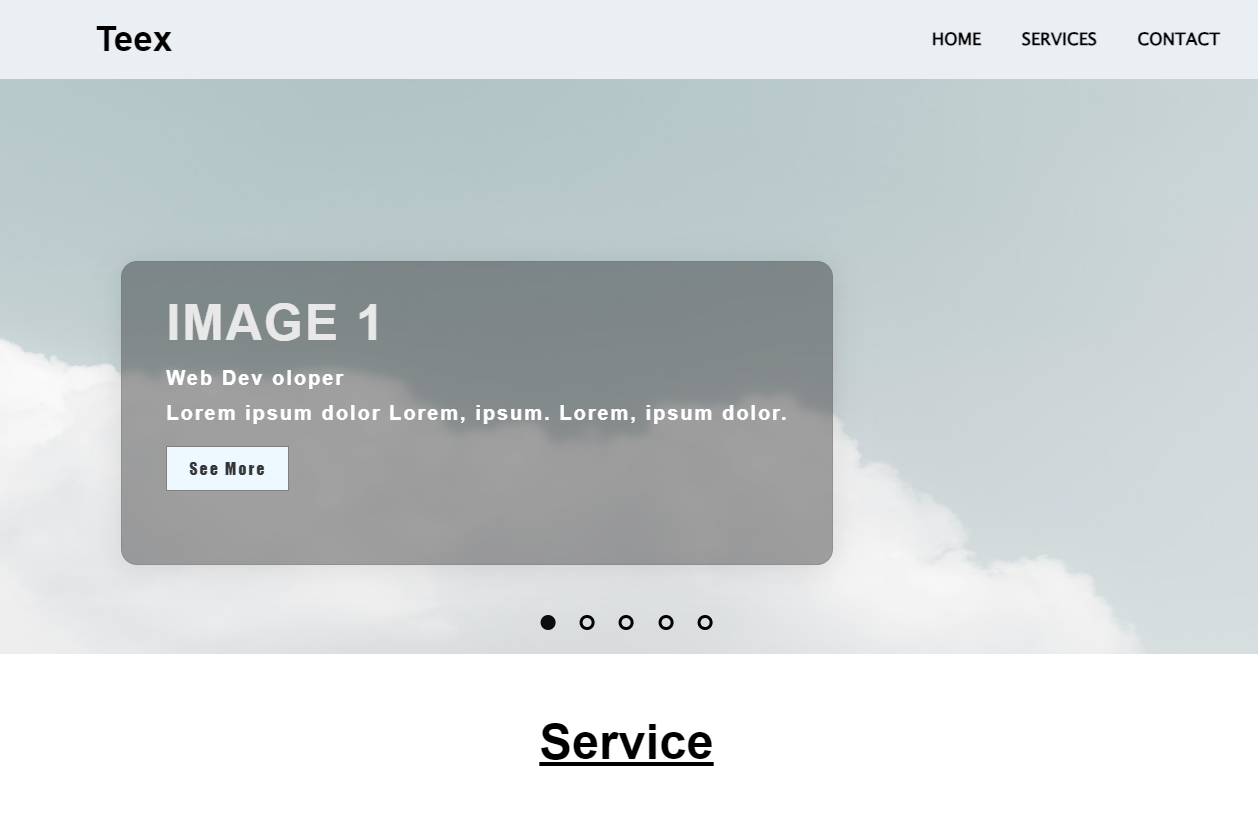 Teex
HOME SERVICES CONTACT
IMAGE 1
Web Dev oloper
Lorem ipsum dolor Lorem, ipsum. Lorem, ipsum dolor.
See More
Service